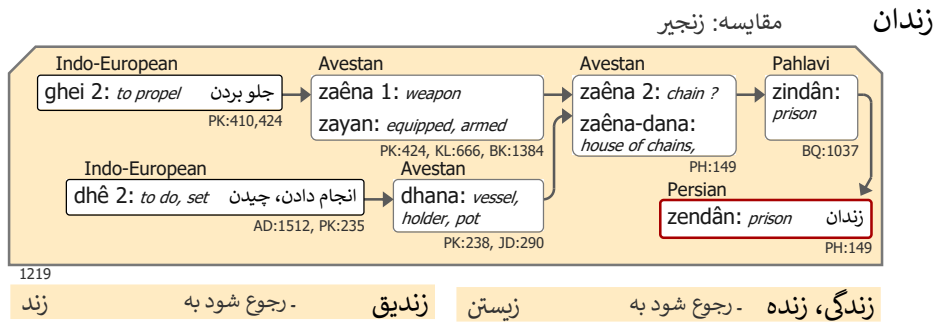 زندان    مقایسه: زنجیر
Indo-European    Avestan    Avestan    Pahlavi
ghei 2: to propel    جلو بردن
PK:410,424
zaêna 1: weapon
zayan: equipped, armed
PK:424, KL:666, BK:1384
zaêna 2: chain ?
zaêna-dana:
house of chains,
PH:149
zindân:
prison
BQ:1037
Indo-European
dhê 2: to do, set    انجام دادن، چیدن
AD:1512, PK:235
Avestan
dhana: vessel,
holder, pot
PK:238, JD:290
Persian
zendân: prison    زندان
PH:149
1219
زندگی، زنده    - رجوع شود به    زیستن
زندیق    - رجوع شود به    زند